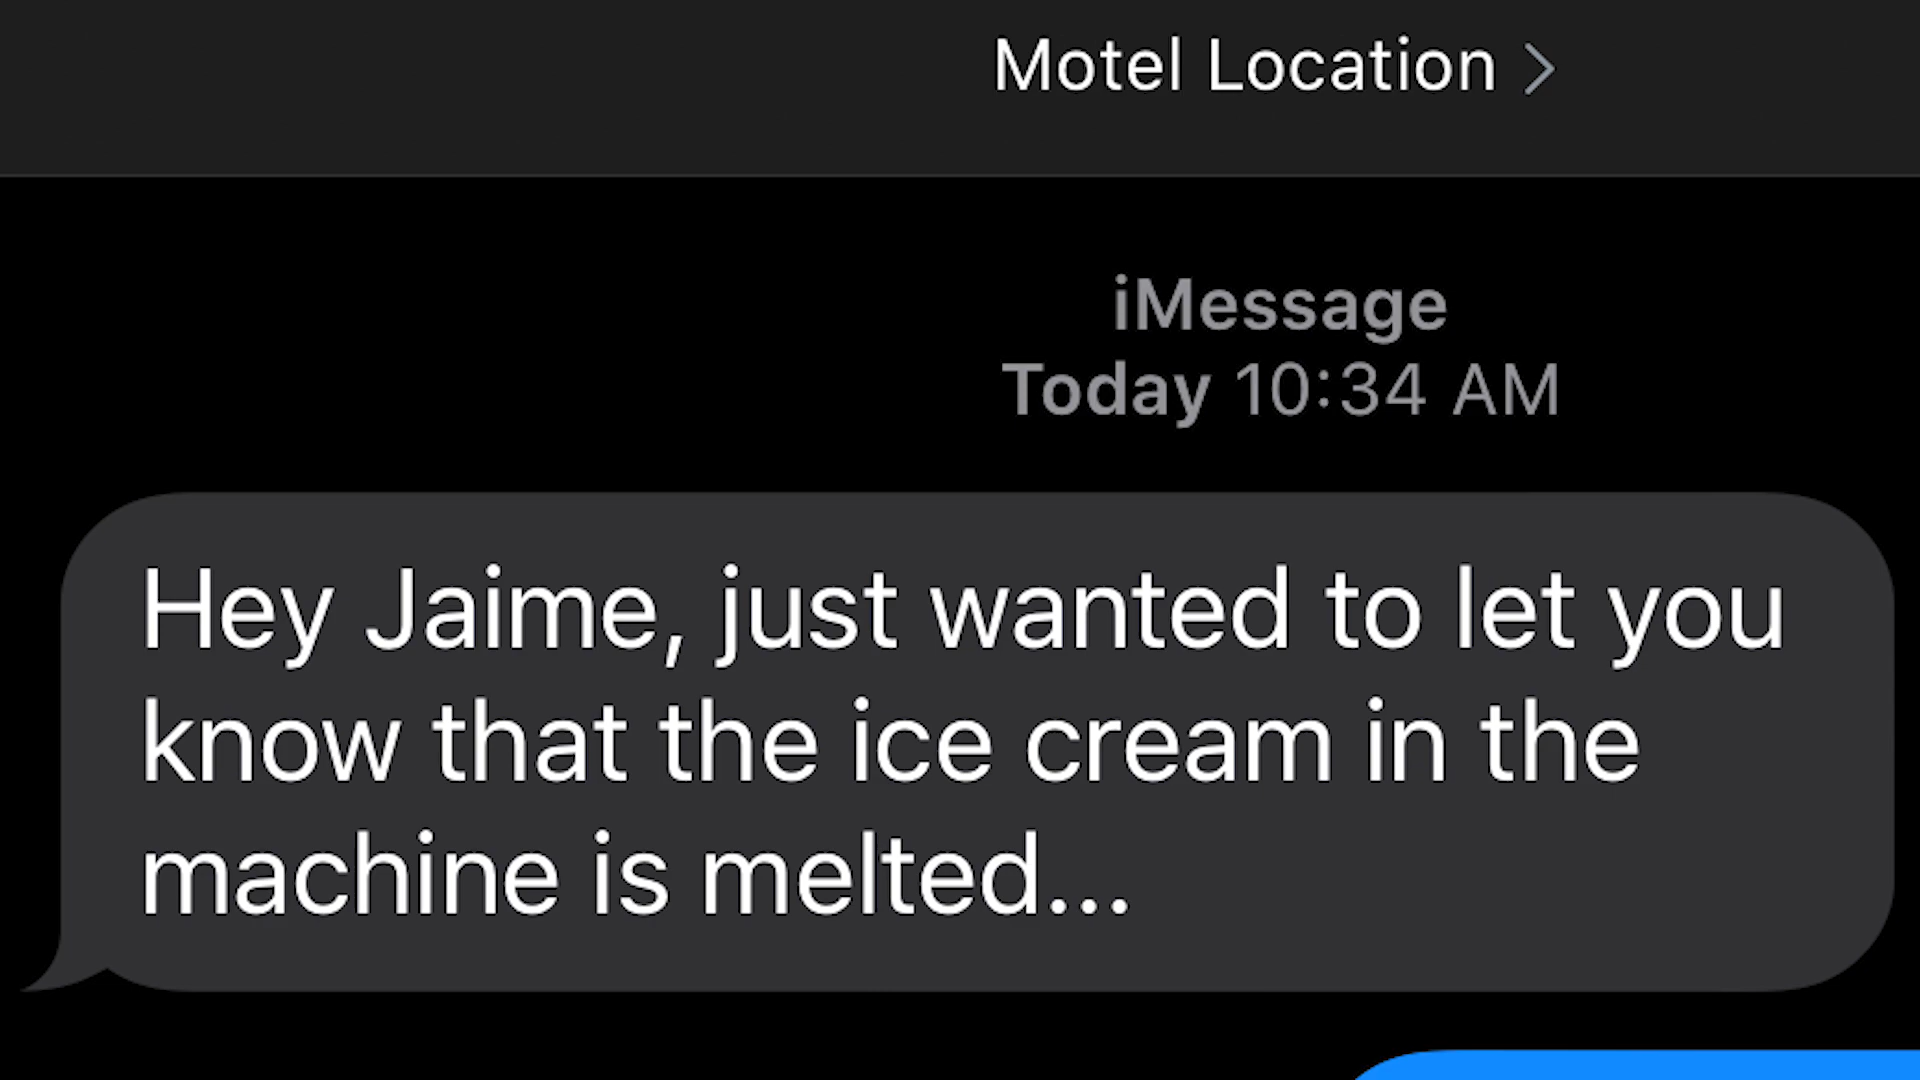 Motel Location >
iMessage
Today 10:34 AM
Hey Jaime, just wanted to let you
know that the ice cream in the
machine is melted...